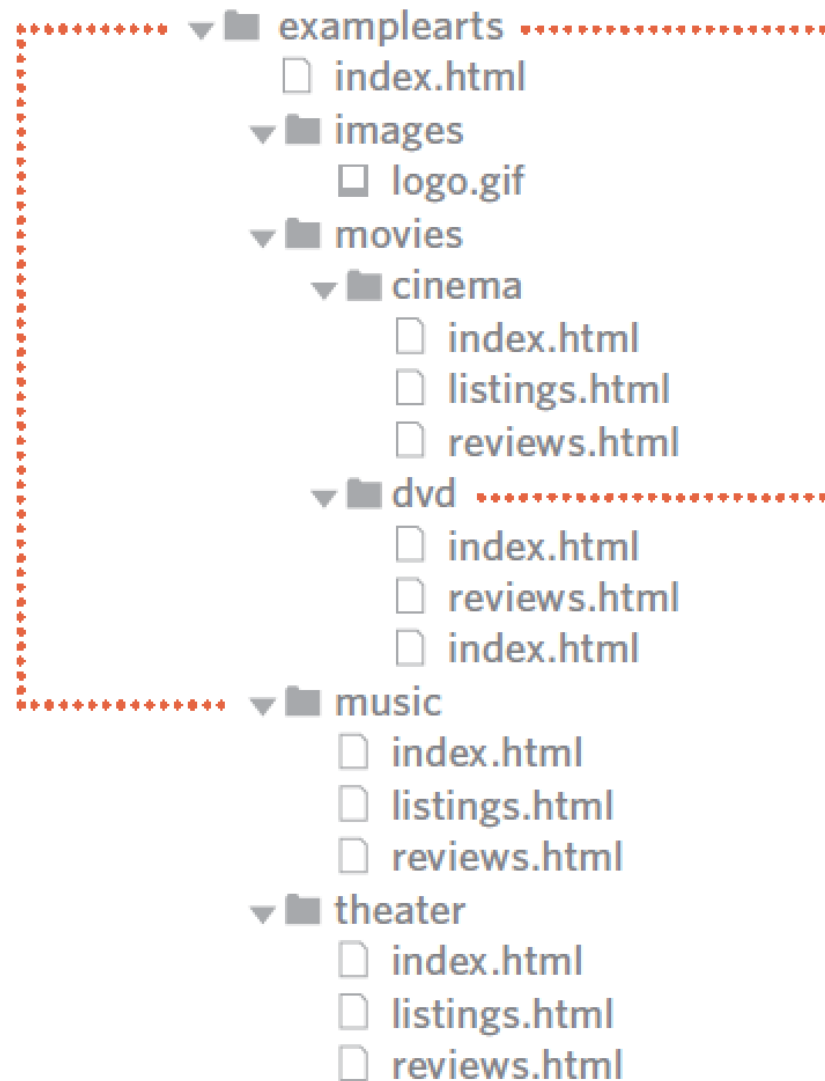 examplearts
index.html
images
logo.gif
movies
cinema
index.html
listings.html
reviews.html
dvd
index.html
reviews.html
index.html
music
index.html
listings.html
reviews.html
theater
index.html
listings.html
reviews.html